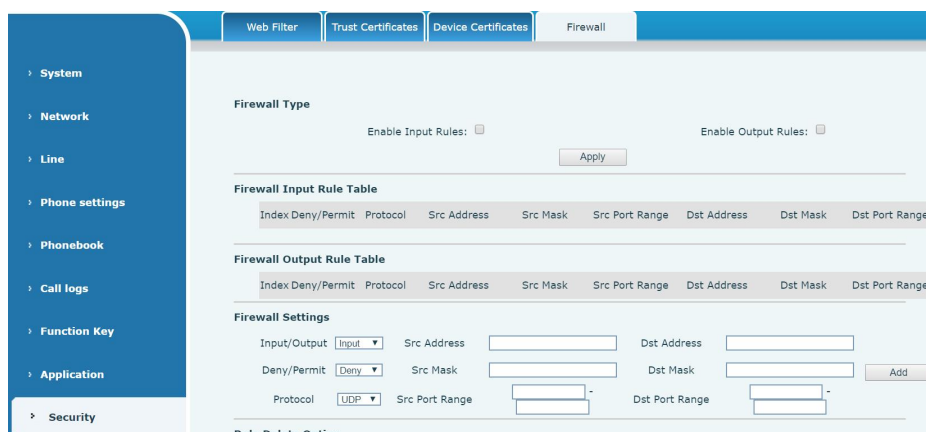 Web Filter Trust Certificates Device Certificates Firewall
› System
› Network
› Line
› Phone settings
› Phonebook
› Call logs
› Function Key
› Application
› Security
Firewall Type
Enable Input Rules: Enable Output Rules:
Apply
Firewall Input Rule Table
Index Deny/Permit Protocol Src Address Src Mask Src Port Range Dst Address Dst Mask Dst Port Range
Firewall Output Rule Table
Index Deny/Permit Protocol Src Address Src Mask Src Port Range Dst Address Dst Mask Dst Port Range
Firewall Settings
Input/Output Input ▼ Src Address Dst Address
Deny/Permit Deny ▼ Src Mask Dst Mask Add
Protocol UDP ▼ Src Port Range - Dst Port Range -